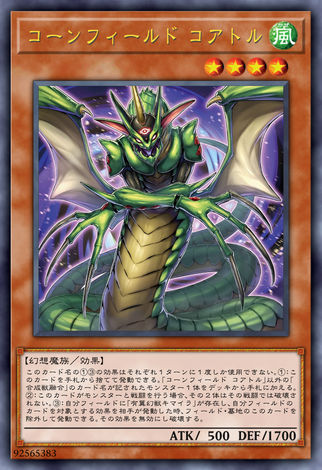 コーンフィールド コアトル
風
【幻想魔族／効果】
このカード名の①③の効果はそれぞれ１ターンに１度しか使用できない。①：こ
のカードを手札から捨てて発動できる。「コーンフィールド コアトル」以外の「
合成獣融合」のカード名が記されたモンスター１体をデッキから手札に加える。
②：このカードがモンスターと戦闘を行う場合、その２体はその戦闘では破壊さ
れない。③：自分フィールドに「有翼幻獣キマイラ」が存在し、自分フィールドの
カードを対象とする効果を相手が発動した時、フィールド・墓地のこのカードを
除外して発動できる。その効果を無効にし破壊する。
ATK/ 500 DEF/1700
92565383